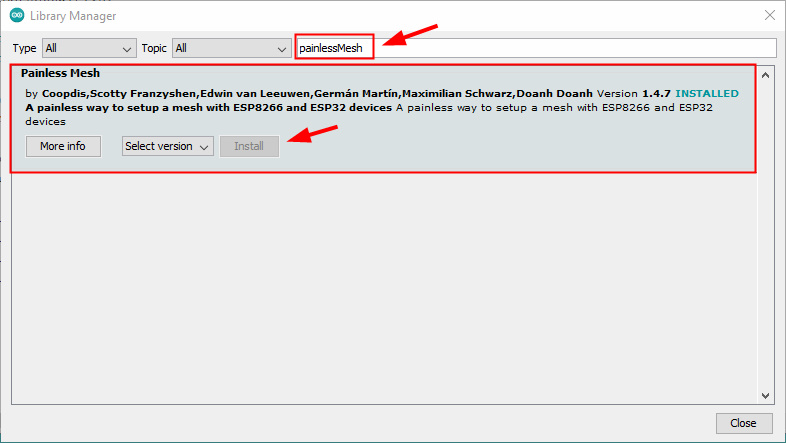 Library Manager
Type All Topic All painlessMesh
Painless Mesh
by Coopdis,Scotty Franzyshen,Edwin van Leeuwen,Germán Martín,Maximilian Schwarz,Doanh Doanh Version 1.4.7 INSTALLED
A painless way to setup a mesh with ESP8266 and ESP32 devices A painless way to setup a mesh with ESP8266 and ESP32
devices
More info Select version Install
Close